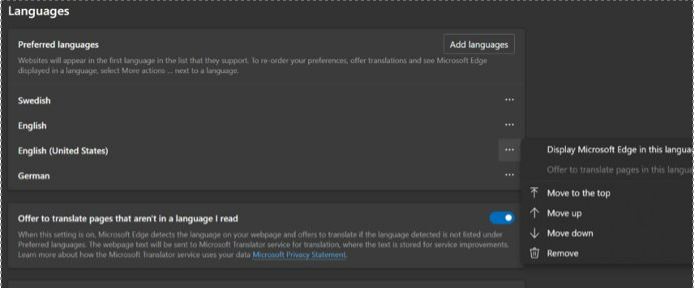 Languages
Preferred languages
Add languages
Websites will appear in the first language in the list that they support. To re-order your preferences, offer translations and see Microsoft Edge
displayed in a language, select More actions ... next to a language.
Swedish
English
English (United States)
German
Display Microsoft Edge in this langua
Offer to translate pages in this langu
Move to the top
Move up
Move down
Remove
Offer to translate pages that aren't in a language I read
When this setting is on, Microsoft Edge detects the language on your webpage and offers to translate if the language detected is not listed under
Preferred languages. The webpage text will be sent to Microsoft Translator service for translation, where the text is stored for service improvements.
Learn more about how the Microsoft Translator service uses your data Microsoft Privacy Statement.